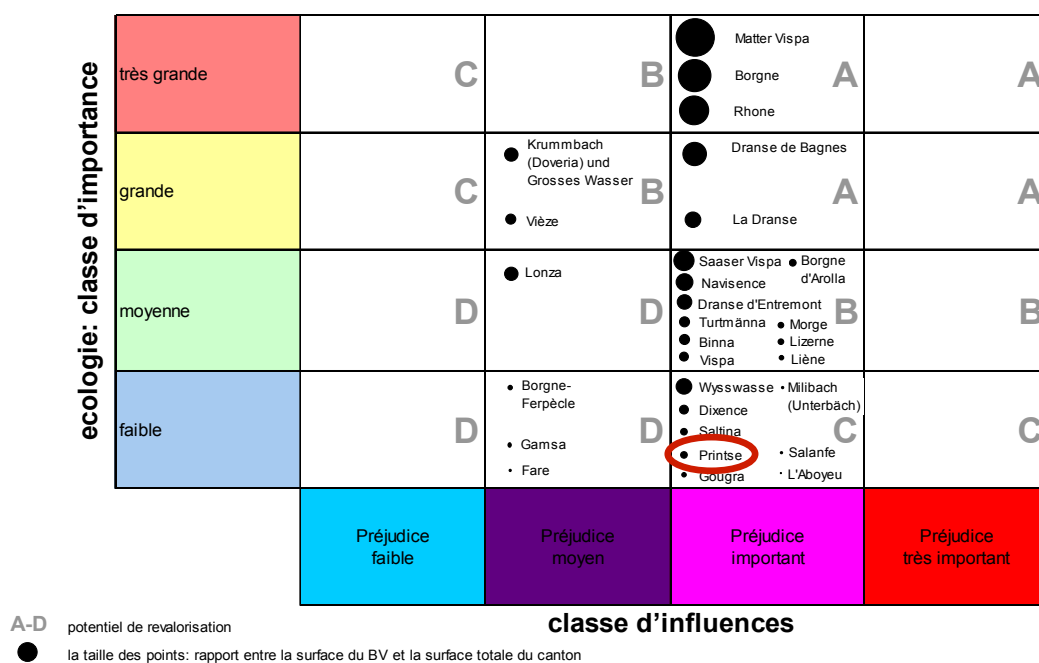 ecologie: classe d'importance
très grande
C
B
Matter Vispa
Borgne
Rhone
A
A
grande
C
Krummbach
(Doveria) und
Grosses Wasser
Vièze
B
Dranse de Bagnes
La Dranse
A
A
moyenne
D
Lonza
D
Saaser Vispa
Borgne
d'Arolla
Navisence
Dranse d'Entremont
Turtmänna
Morge
Binna
Lizerne
Vispa
Liène
B
B
faible
D
Borgne-
Ferpècle
Gamsa
Fare
D
Wysswasse
Milibach
(Unterbäch)
Dixence
Saltina
Printse
Salanfe
Gougra
L'Aboyeu
C
C
Préjudice
faible
Préjudice
moyen
Préjudice
important
Préjudice
très important
classe d'influences
A-D potentiel de revalorisation
la taille des points: rapport entre la surface du BV et la surface totale du canton